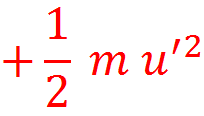 + 1/2 m u′²